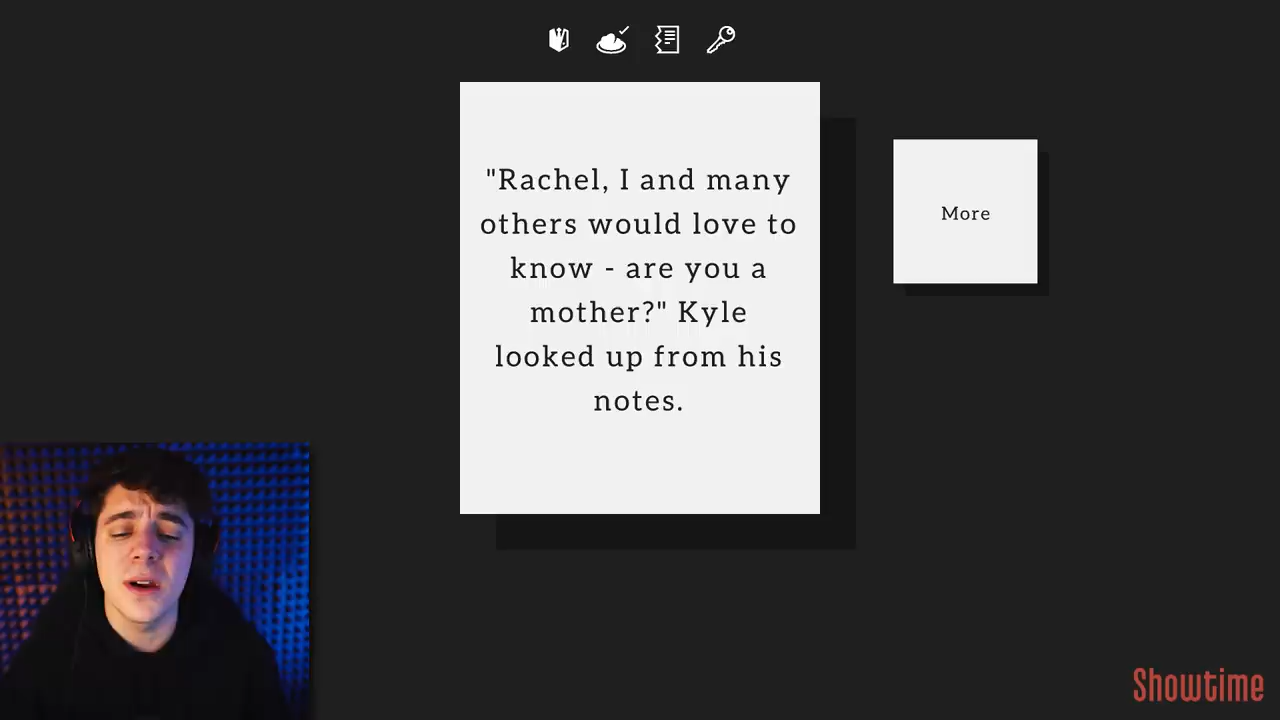 "Rachel, I and many
others would love to
know - are you a
mother?" Kyle
looked up from his
notes.
More
Showtime